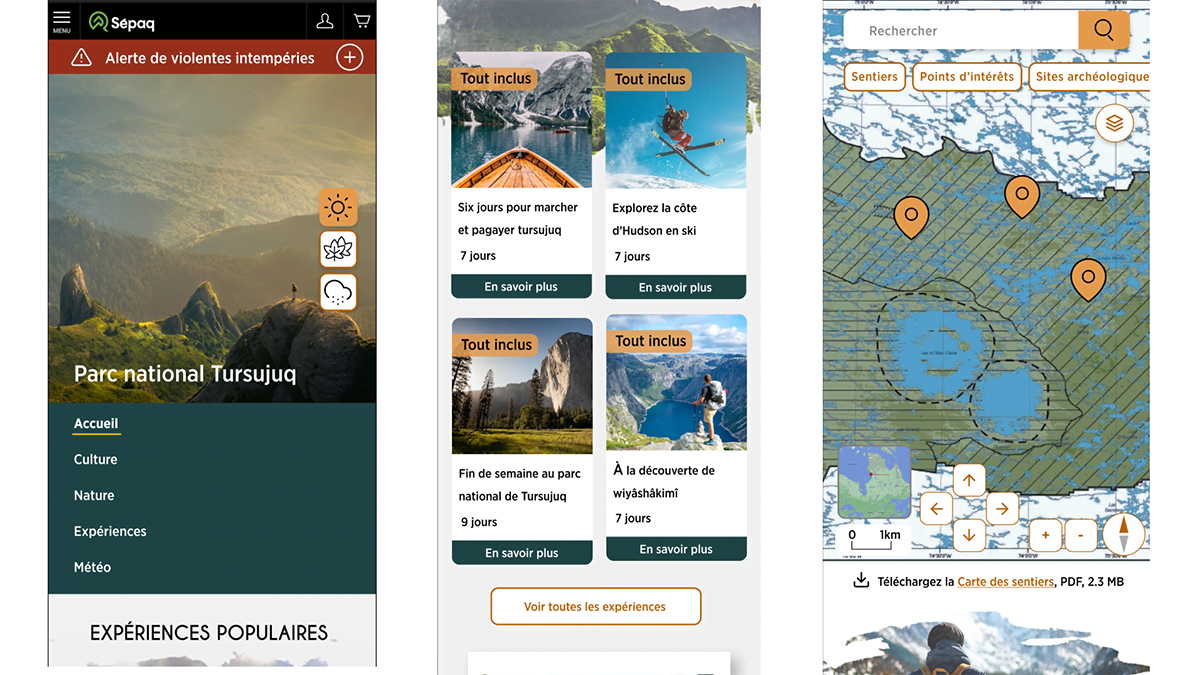 MENU
Sépaq
Alerte de violentes intempéries
Parc national Tursujuq
Accueil
Culture
Nature
Expériences
Météo
EXPÉRIENCES POPULAIRES
Tout inclus
Six jours pour marcher
et pagayer tursujuq
7 jours
En savoir plus
Tout inclus
Explorez la côte
d'Hudson en ski
7 jours
En savoir plus
Tout inclus
Fin de semaine au parc
national de Tursujuq
9 jours
En savoir plus
Tout inclus
À la découverte de
wiyâshâkimî
7 jours
En savoir plus
Voir toutes les expériences
Rechercher
Sentiers
Points d'intérêts
Sites archéologique
0 1km
+ -
Téléchargez la Carte des sentiers, PDF, 2.3 MB